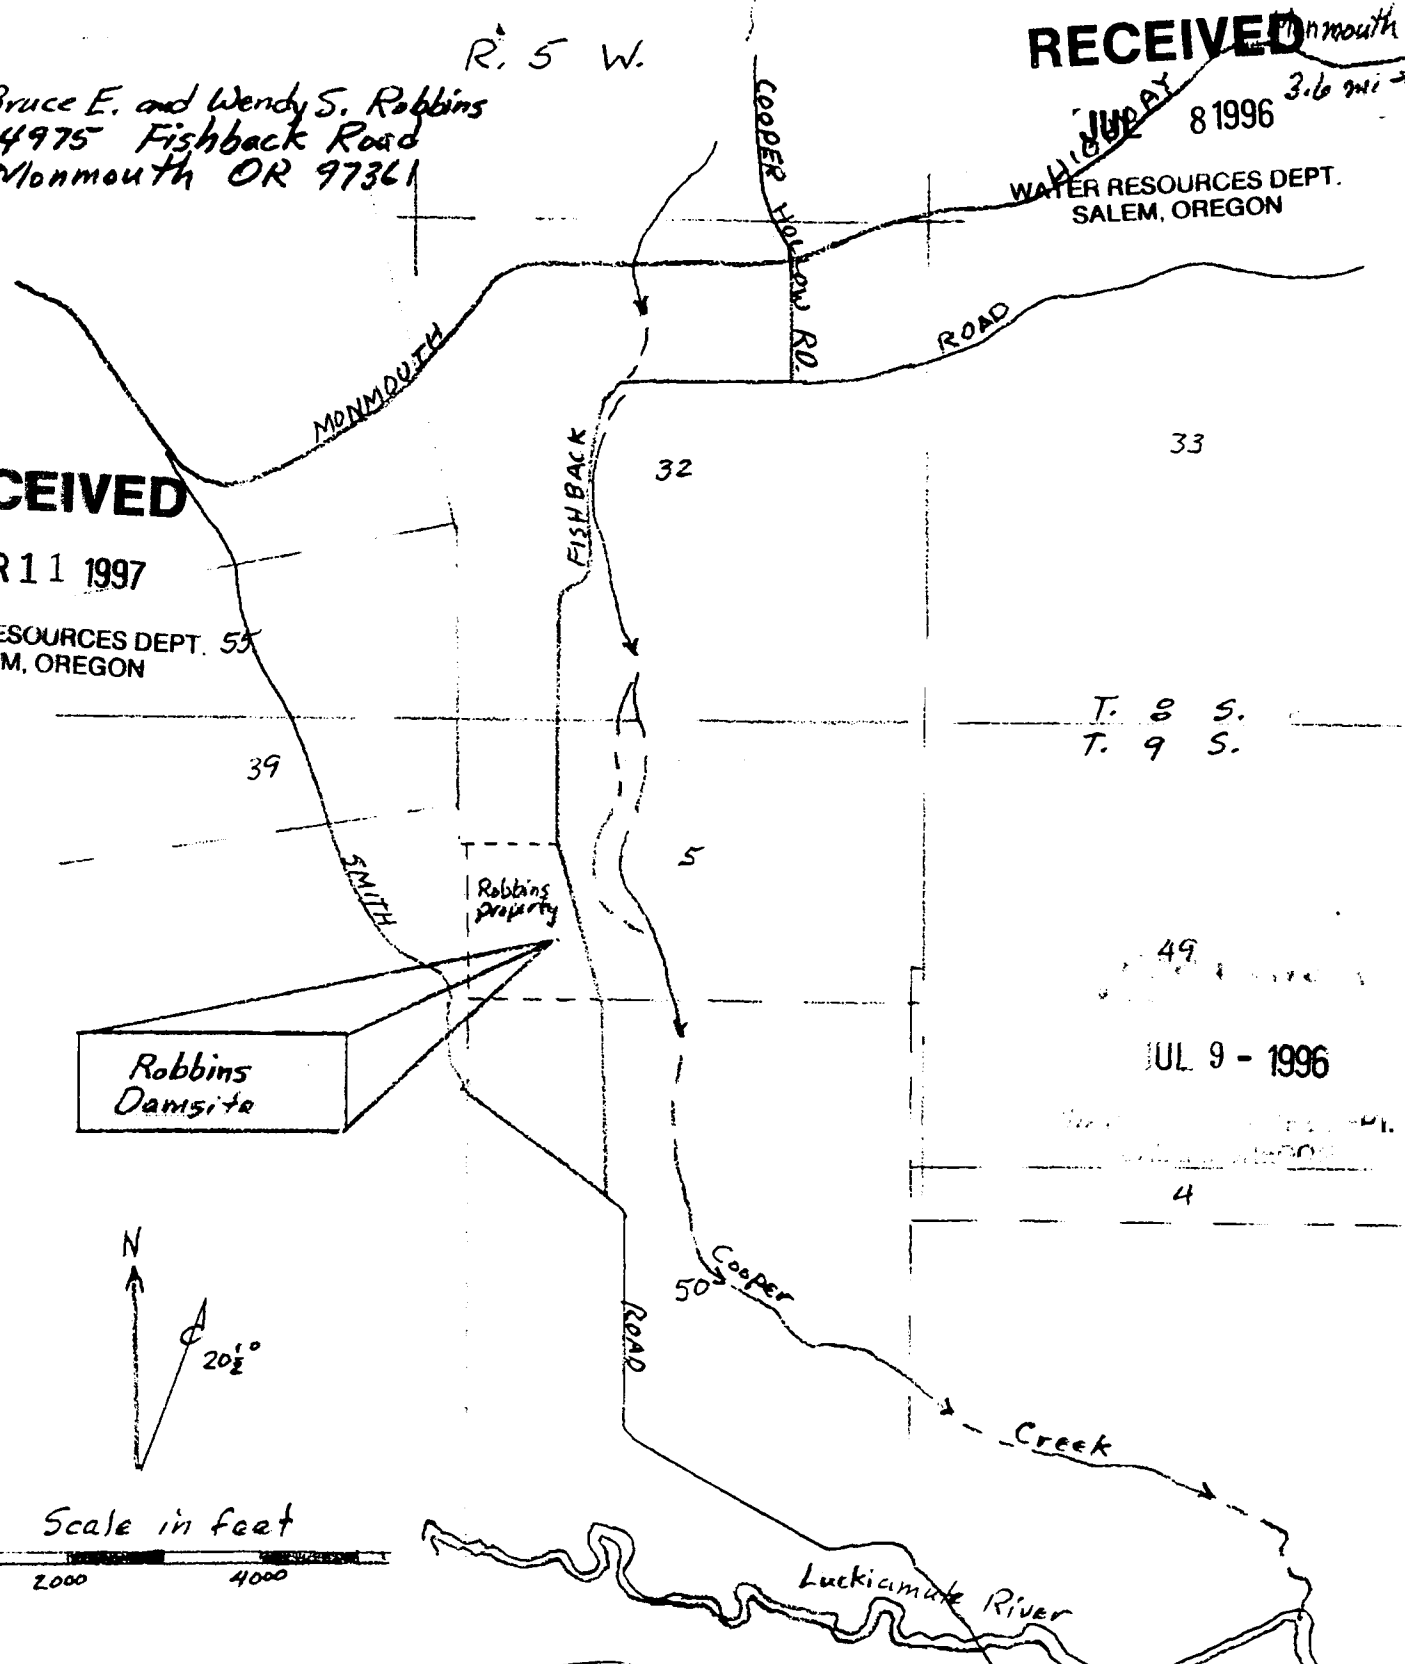 R. 5 W.
RECEIVED
Monmouth
3.6 mi
JUL 8 1996
WATER RESOURCES DEPT.
SALEM, OREGON
Bruce E. and Wendy S. Robbins
4975 Fishback Road
Monmouth OR 97361
COOPER HOLLOW RD.
HIGHWAY
MONMOUTH
ROAD
FISHBACK
32
33
CEIVED
R 11 1997
ESOURCES DEPT.
M, OREGON
55
T. 8 S.
T. 9 S.
39
SMITH
5
Robbins
property
49
JUL 9 - 1996
PT.
Robbins
Damsite
4
N
20½°
50
Cooper
Creek
ROAD
Scale in feet
2000
4000
Luckiamute River